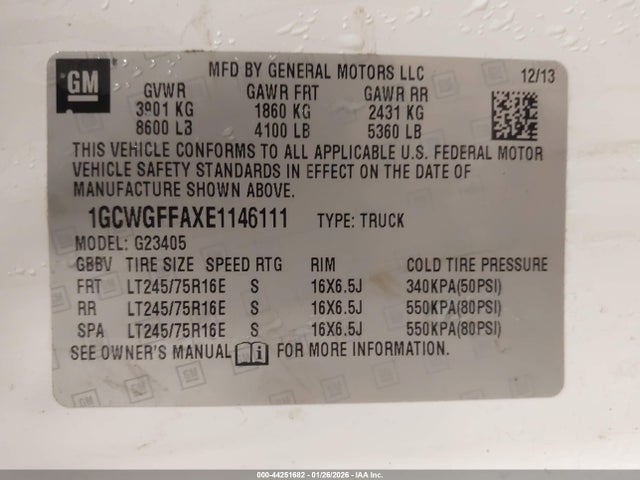 GM
MFD BY GENERAL MOTORS LLC 12/13
GVWR GAWR FRT GAWR RR
3901 KG 1860 KG 2431 KG
8600 LB 4100 LB 5360 LB
THIS VEHICLE CONFORMS TO ALL APPLICABLE U.S. FEDERAL MOTOR
VEHICLE SAFETY STANDARDS IN EFFECT ON THE DATE OF
MANUFACTURE SHOWN ABOVE.
1GCWGFFAXE1146111 TYPE: TRUCK
MODEL: G23405
GBBV TIRE SIZE SPEED RTG RIM COLD TIRE PRESSURE
FRT LT245/75R16E S 16X6.5J 340KPA(50PSI)
RR LT245/75R16E S 16X6.5J 550KPA(80PSI)
SPA LT245/75R16E S 16X6.5J 550KPA(80PSI)
SEE OWNER'S MANUAL FOR MORE INFORMATION.
000-44251682 - 01/26/2026 - IAA Inc.